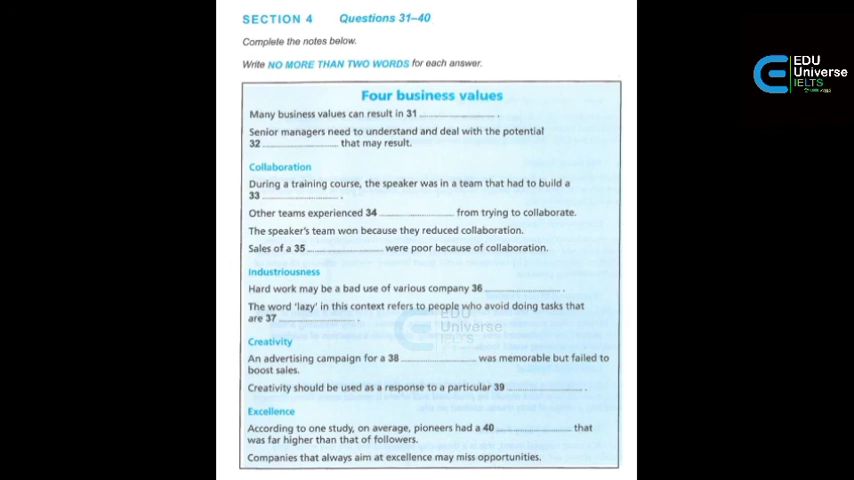 SECTION 4 Questions 31–40
Complete the notes below.
Write NO MORE THAN TWO WORDS for each answer.
Four business values
Many business values can result in 31 .................... .
Senior managers need to understand and deal with the potential
32 .................... that may result.
Collaboration
During a training course, the speaker was in a team that had to build a
33 .................... .
Other teams experienced 34 .................... from trying to collaborate.
The speaker's team won because they reduced collaboration.
Sales of a 35 .................... were poor because of collaboration.
Industriousness
Hard work may be a bad use of various company 36 .................... .
The word 'lazy' in this context refers to people who avoid doing tasks that
are 37 .................... .
Creativity
An advertising campaign for a 38 .................... was memorable but failed to
boost sales.
Creativity should be used as a response to a particular 39 .................... .
Excellence
According to one study, on average, pioneers had a 40 .................... that
was far higher than that of followers.
Companies that always aim at excellence may miss opportunities.
EDU
Universe
IELTS
EDU
Universe
IELTS